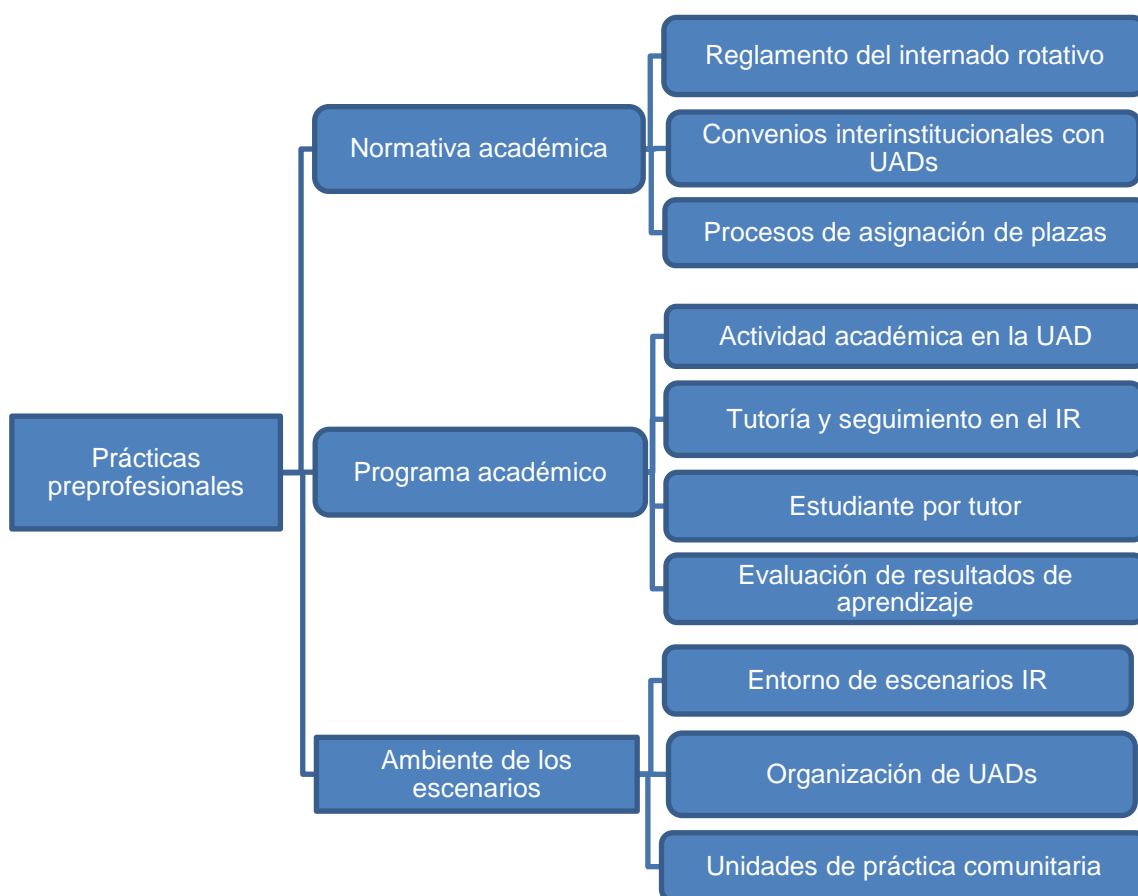 Prácticas
preprofesionales
Normativa académica
Reglamento del internado rotativo
Convenios interinstitucionales con
UADs
Procesos de asignación de plazas
Programa académico
Actividad académica en la UAD
Tutoría y seguimiento en el IR
Estudiante por tutor
Evaluación de resultados de
aprendizaje
Ambiente de los
escenarios
Entorno de escenarios IR
Organización de UADs
Unidades de práctica comunitaria